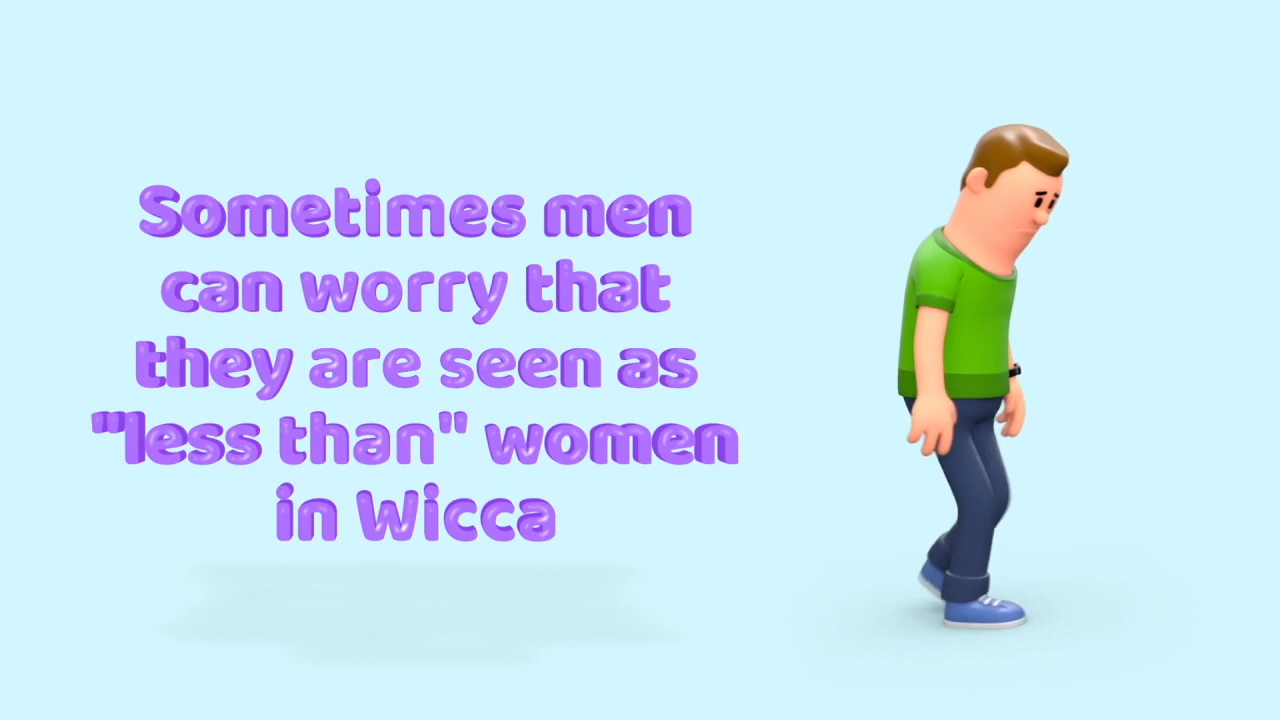 Sometimes men
can worry that
they are seen as
"less than" women
in Wicca